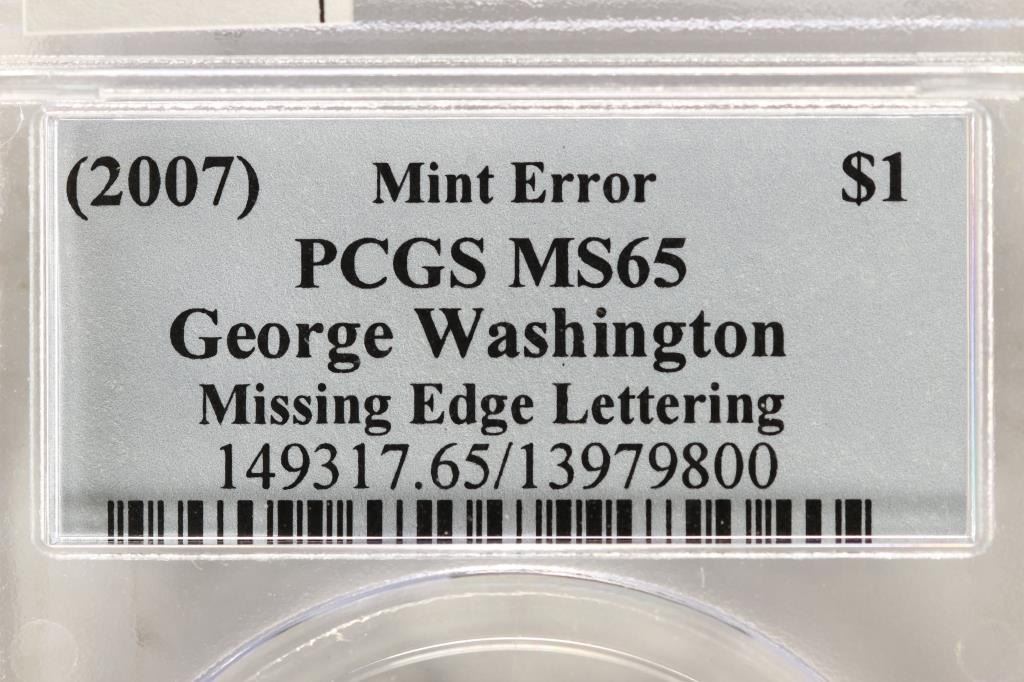 (2007) Mint Error $1
PCGS MS65
George Washington
Missing Edge Lettering
149317.65/13979800